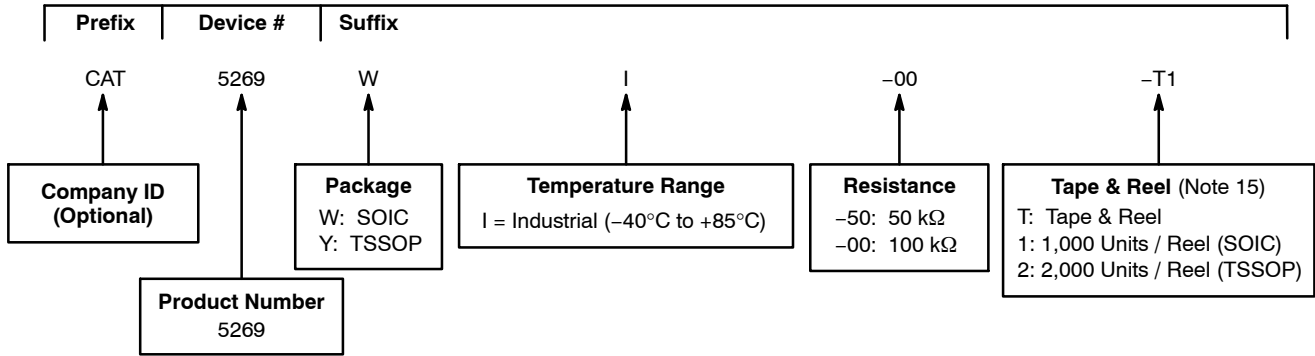 Prefix Device # Suffix
CAT 5269 W I −00 −T1
Company ID
(Optional)
Product Number
5269
Package
W: SOIC
Y: TSSOP
Temperature Range
I = Industrial (−40°C to +85°C)
Resistance
−50: 50 kΩ
−00: 100 kΩ
Tape & Reel (Note 15)
T: Tape & Reel
1: 1,000 Units / Reel (SOIC)
2: 2,000 Units / Reel (TSSOP)